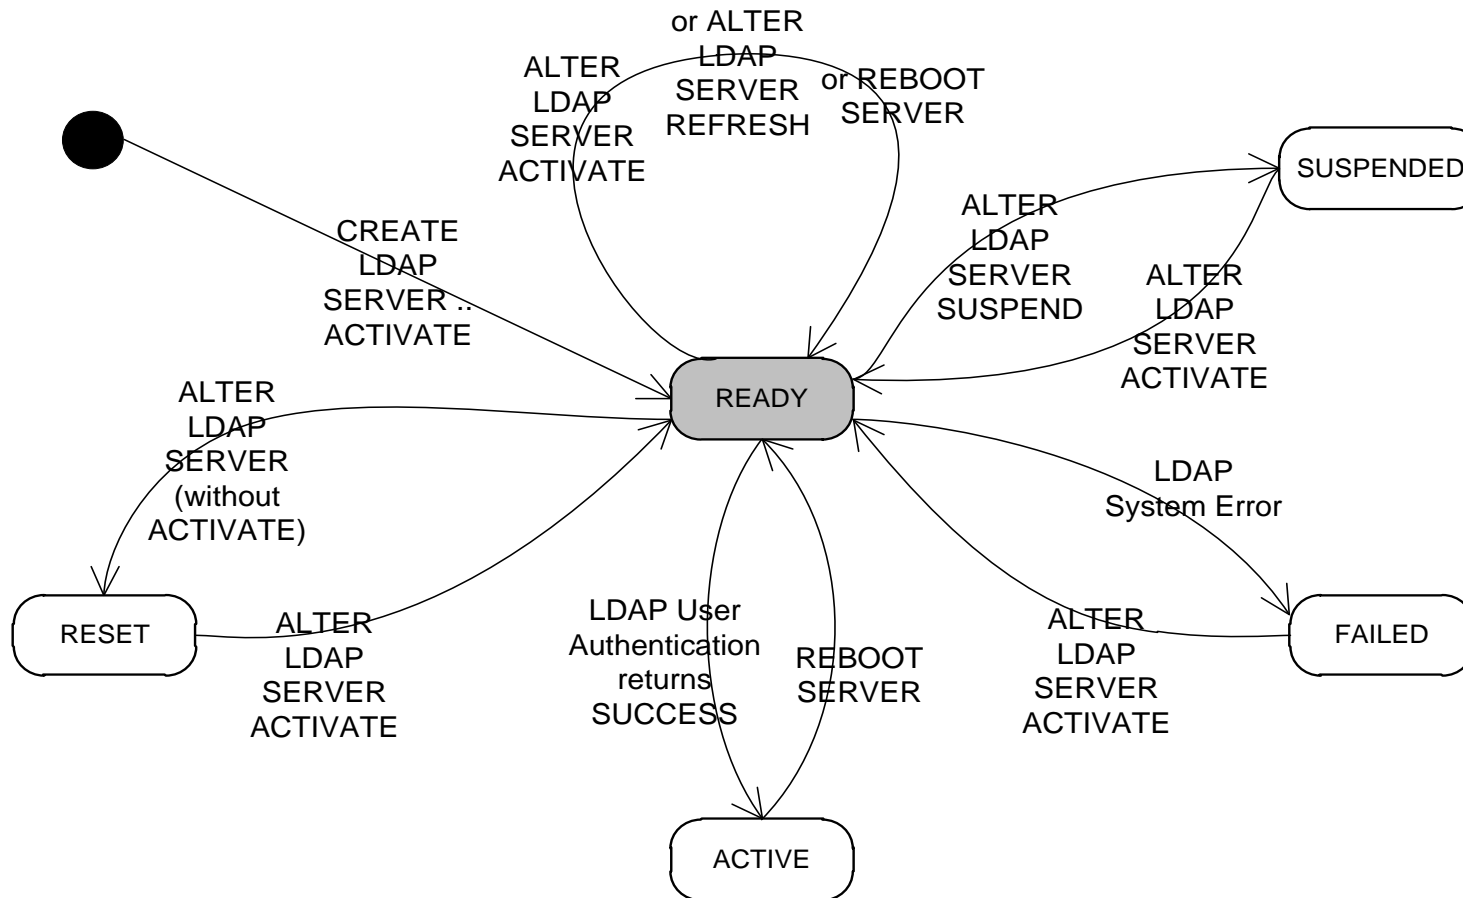 or ALTER
LDAP
SERVER
REFRESH
ALTER
LDAP
SERVER
ACTIVATE
or REBOOT
SERVER
SUSPENDED
CREATE
LDAP
SERVER ..
ACTIVATE
ALTER
LDAP
SERVER
SUSPEND
ALTER
LDAP
SERVER
ACTIVATE
READY
ALTER
LDAP
SERVER
(without
ACTIVATE)
LDAP
System Error
RESET
ALTER
LDAP
SERVER
ACTIVATE
LDAP User
Authentication
returns
SUCCESS
REBOOT
SERVER
ALTER
LDAP
SERVER
ACTIVATE
FAILED
ACTIVE